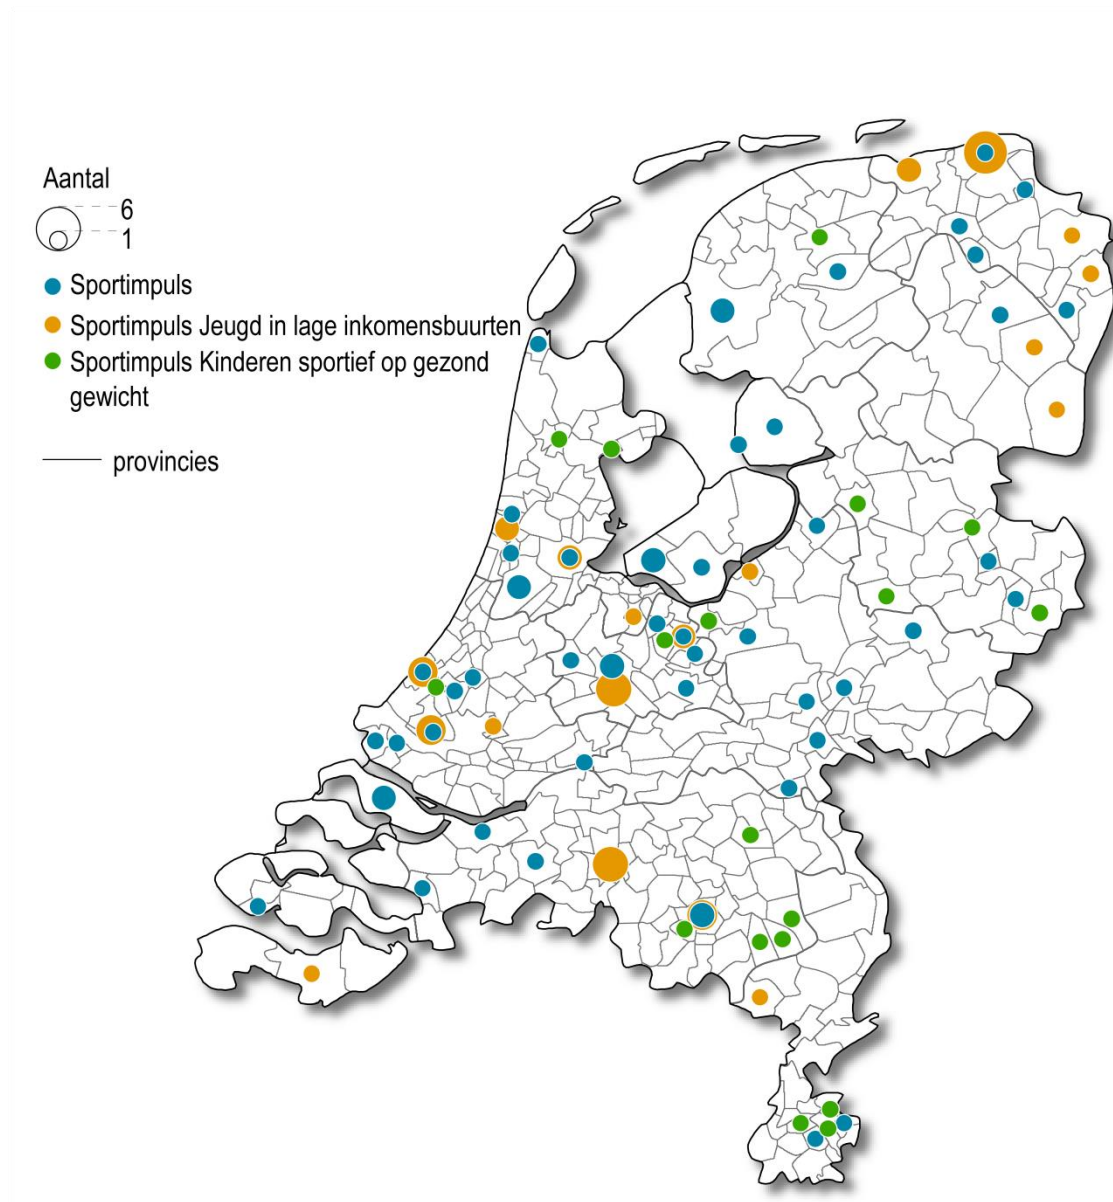 Aantal
6
1
Sportimpuls
Sportimpuls Jeugd in lage inkomensbuurten
Sportimpuls Kinderen sportief op gezond
gewicht
provincies